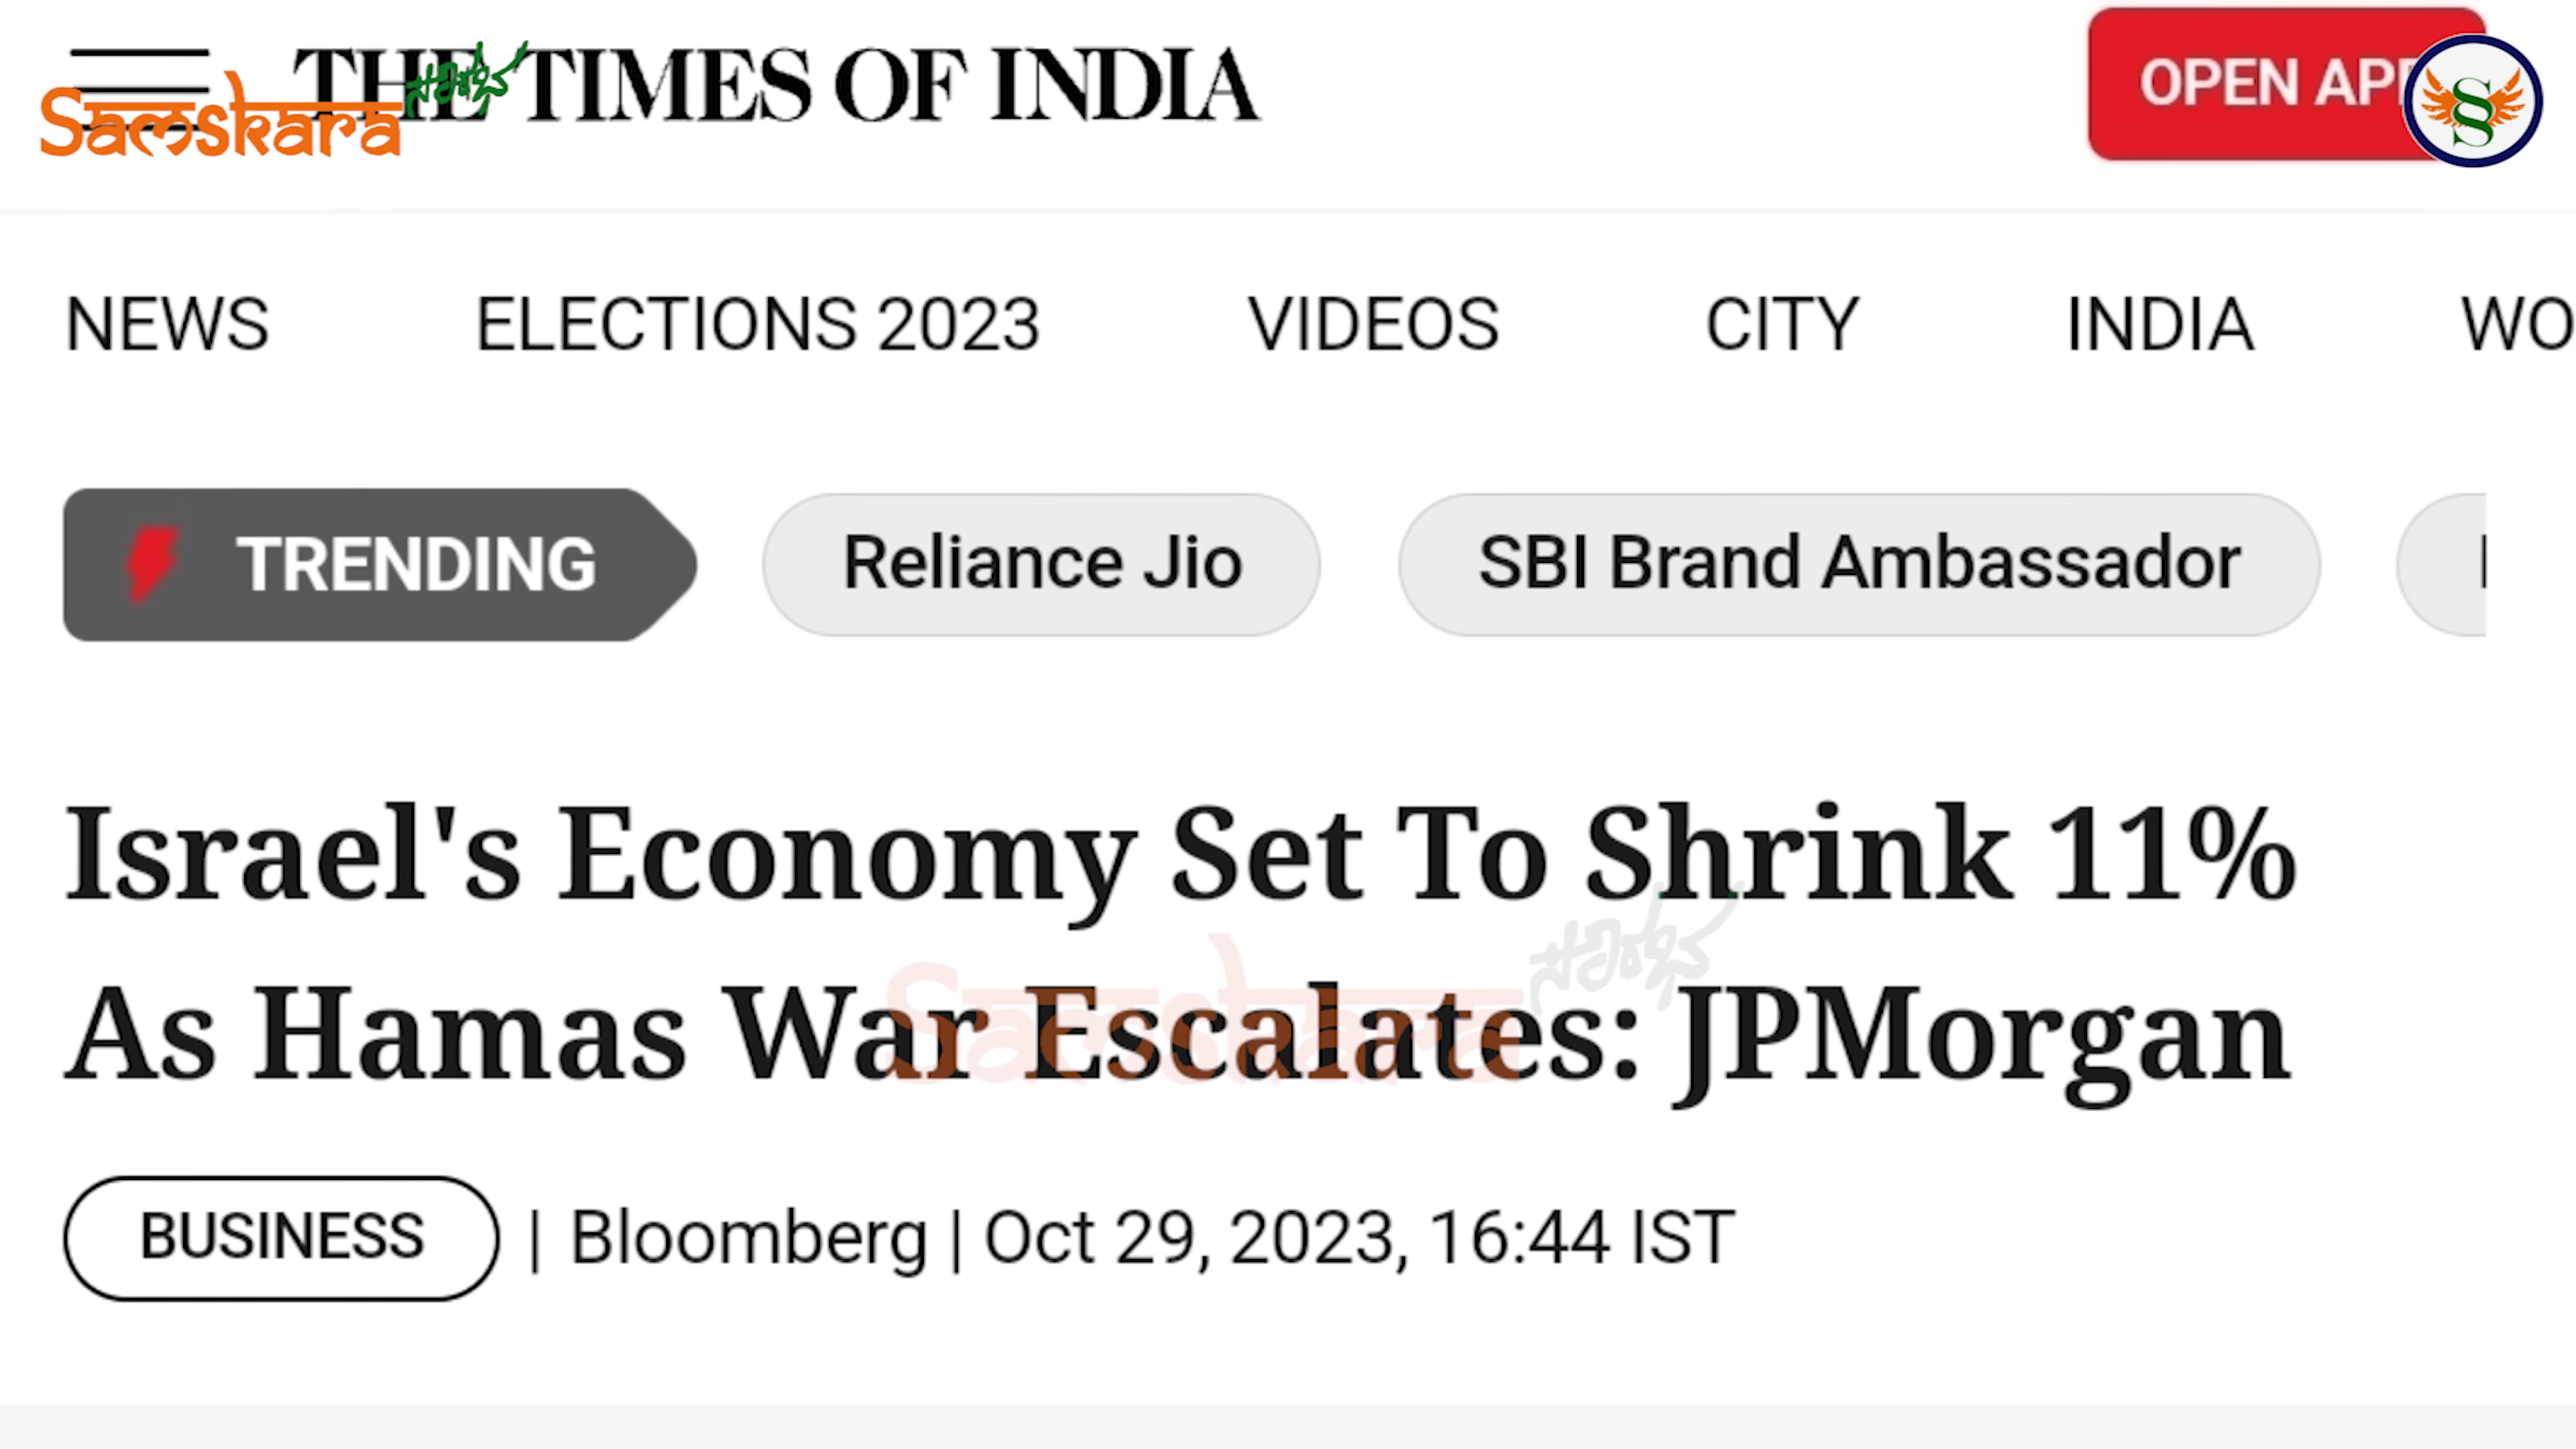 THE TIMES OF INDIA
OPEN APP
Samskara
NEWS ELECTIONS 2023 VIDEOS CITY INDIA WO
TRENDING Reliance Jio SBI Brand Ambassador
Israel's Economy Set To Shrink 11%
As Hamas War Escalates: JPMorgan
Samskara
BUSINESS | Bloomberg | Oct 29, 2023, 16:44 IST